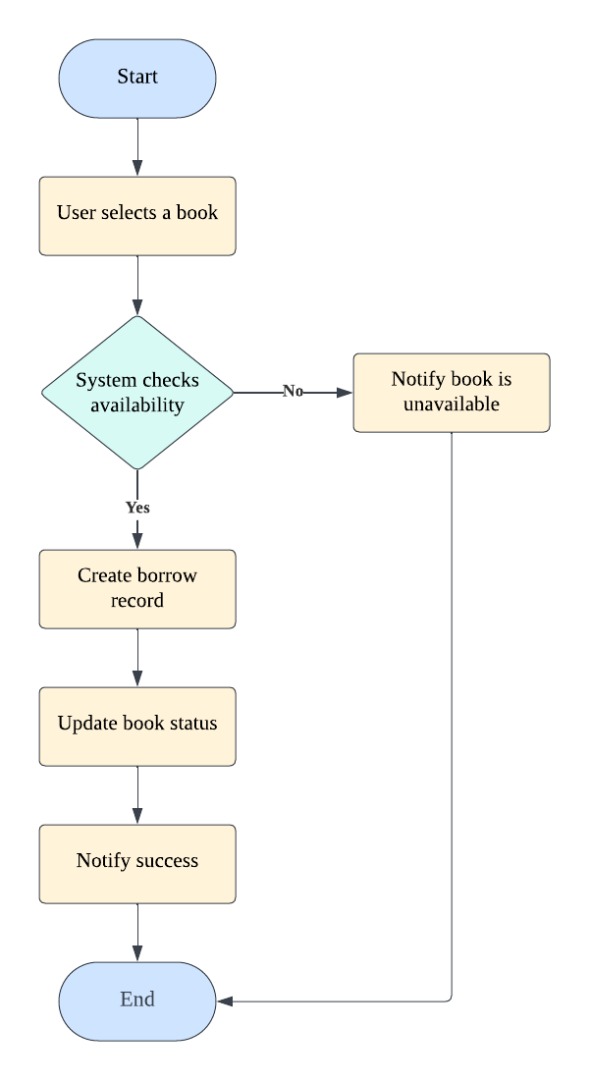 Start
User selects a book
System checks
availability
No
Notify book is
unavailable
Yes
Create borrow
record
Update book status
Notify success
End